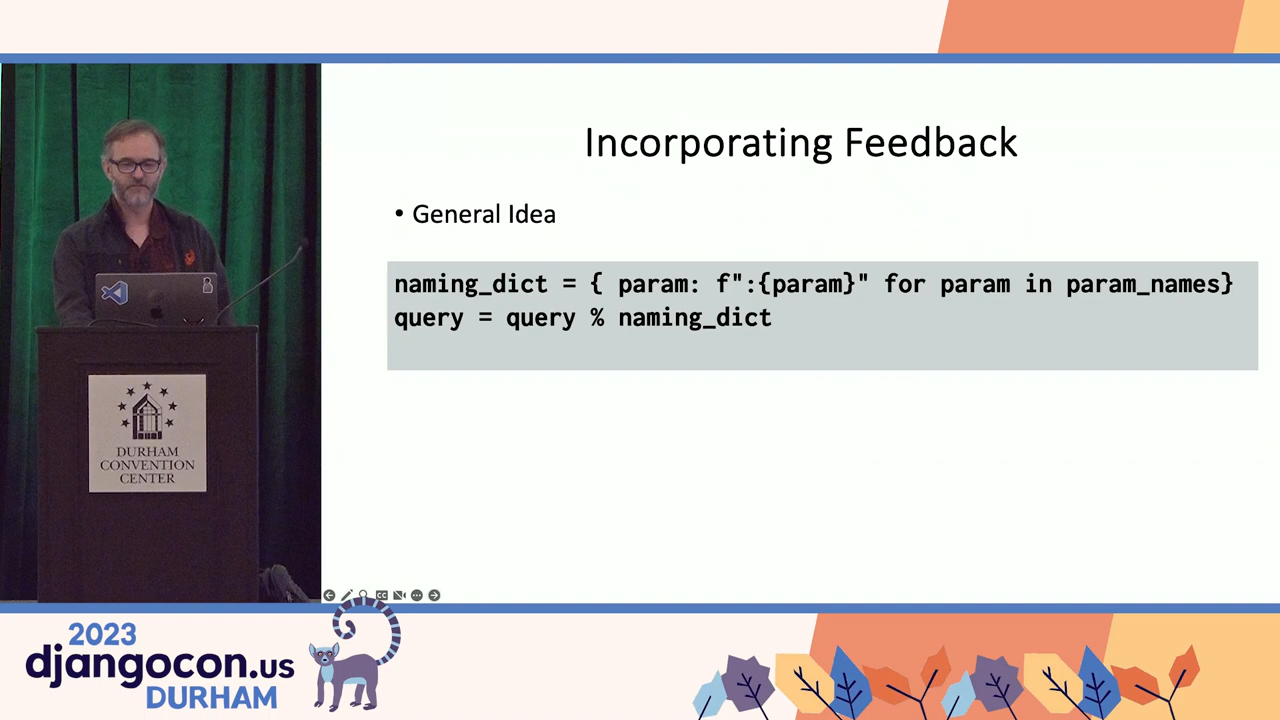 Incorporating Feedback
• General Idea
naming_dict = { param: f":{param}" for param in param_names}
query = query % naming_dict
DURHAM
CONVENTION
CENTER
2023
djangocon.us
DURHAM